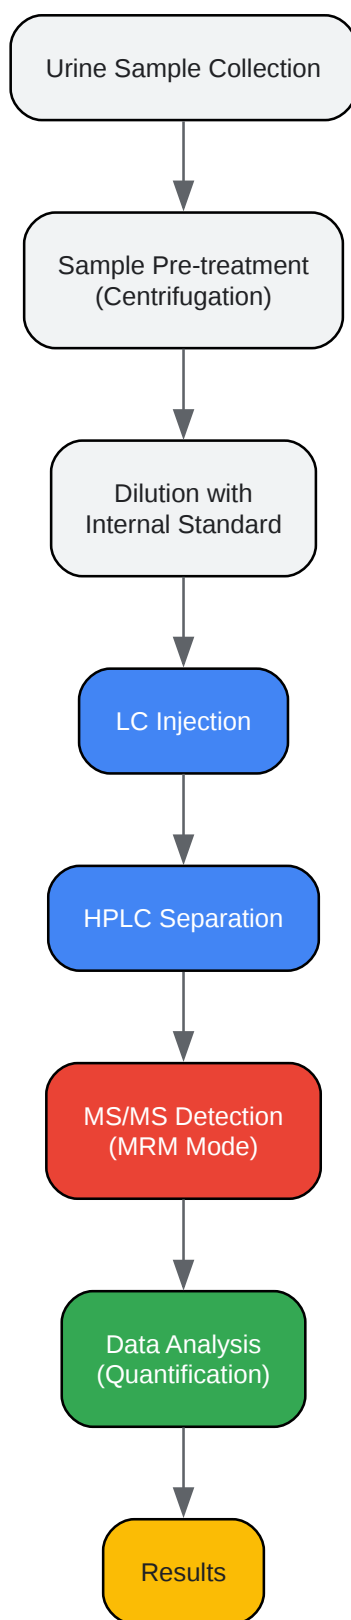 Urine Sample Collection
Sample Pre-treatment
(Centrifugation)
Dilution with
Internal Standard
LC Injection
HPLC Separation
MS/MS Detection
(MRM Mode)
Data Analysis
(Quantification)
Results